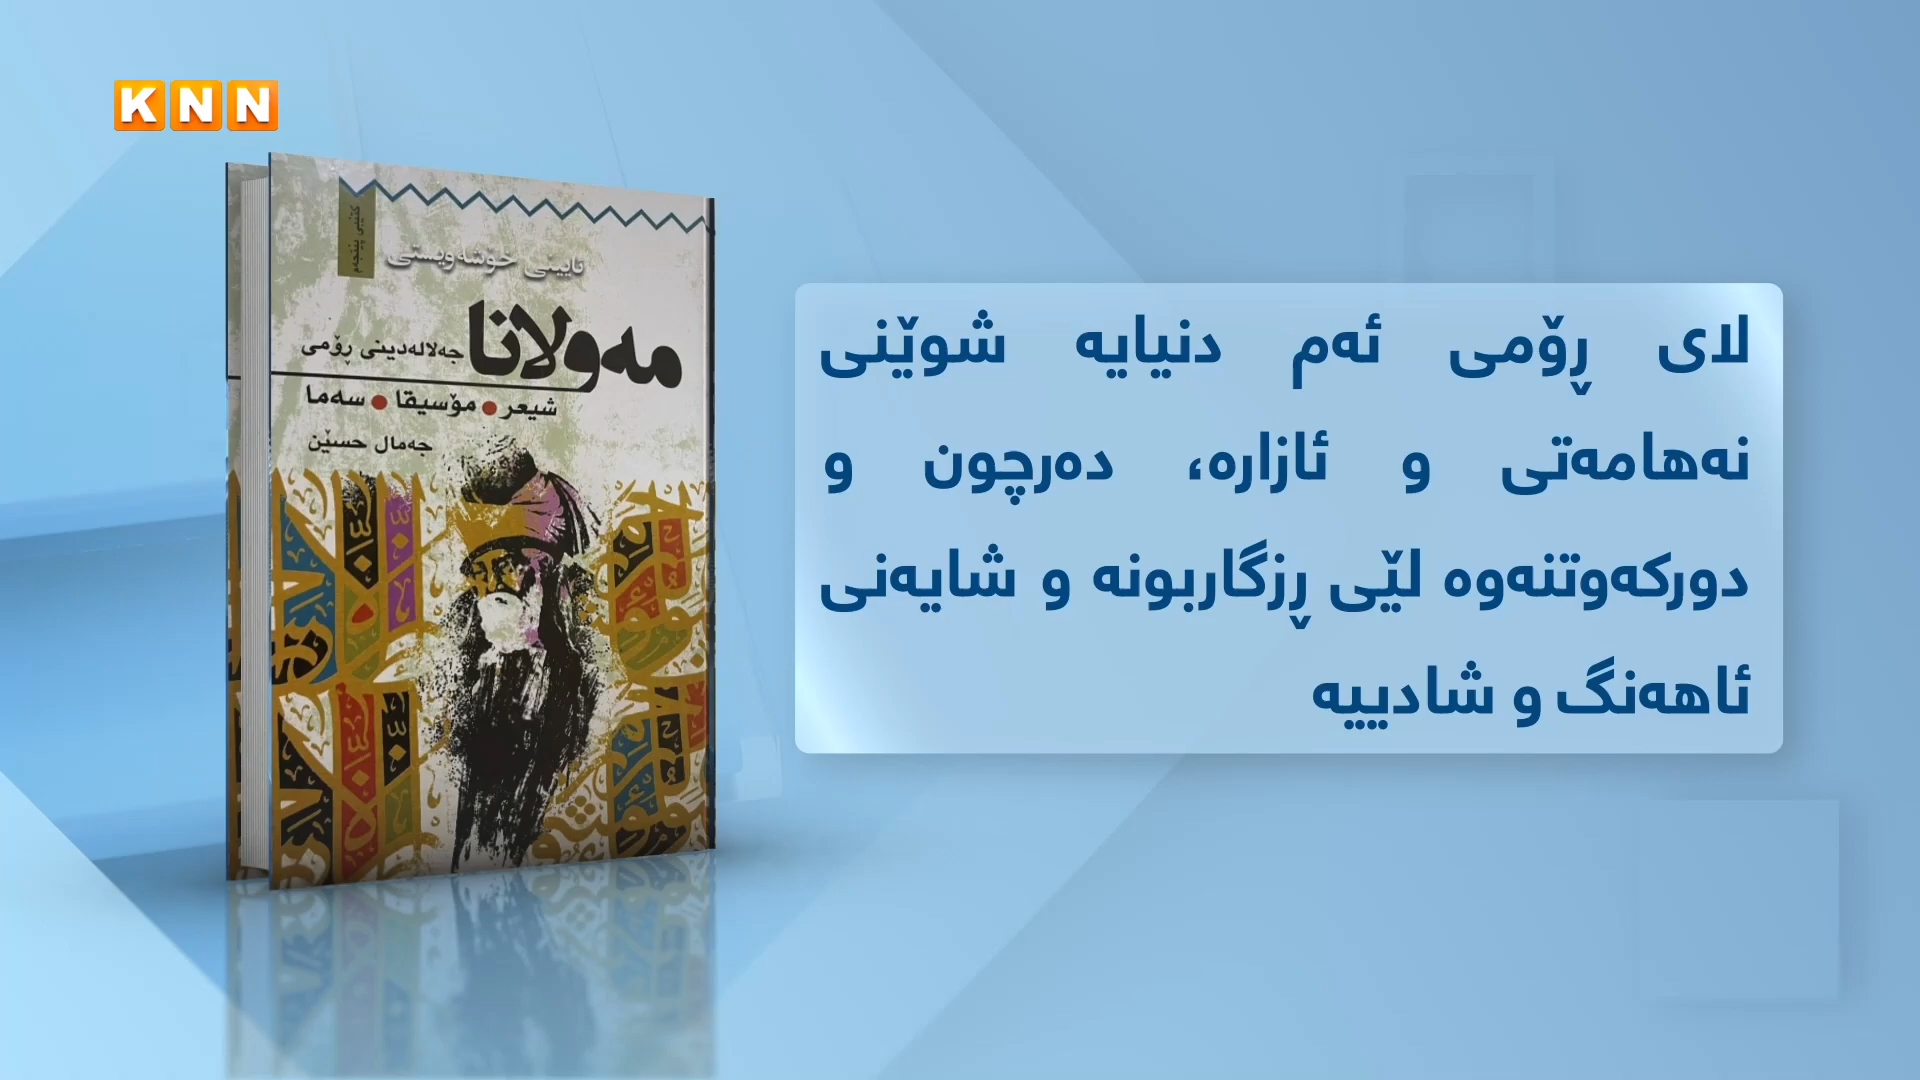 KNN
کتێبی پێنجەم
ئایینی خۆشەویستی
مەولانا جەلالەدینی ڕۆمی
شیعر • مۆسیقا • سەما
جەمال حسێن
لای ڕۆمی ئەم دنیایە شوێنی
نەهامەتی و ئازارە، دەرچون و
دورکەوتنەوە لێی ڕزگاربونە و شایەنی
ئاهەنگ و شادییە